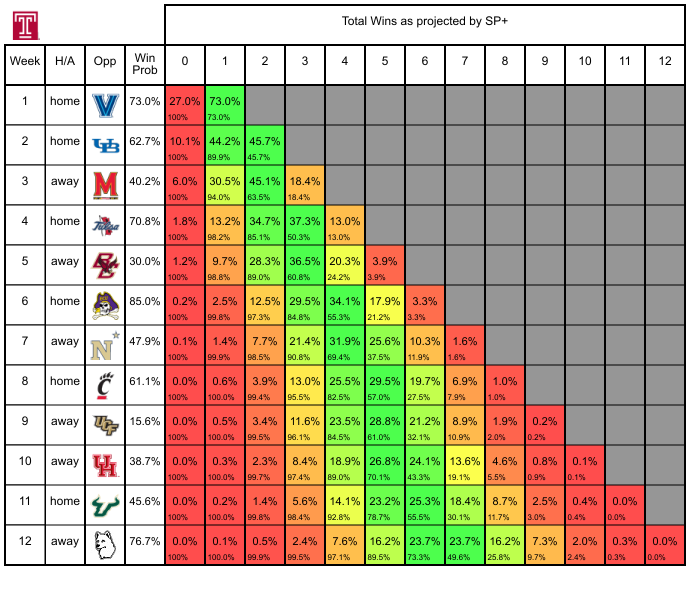 T
Total Wins as projected by SP+
Week H/A Opp Win Prob 0 1 2 3 4 5 6 7 8 9 10 11 12
1 home V 73.0% 27.0% 73.0%
100% 73.0%
2 home UB 62.7% 10.1% 44.2% 45.7%
100% 89.9% 45.7%
3 away M 40.2% 6.0% 30.5% 45.1% 18.4%
100% 94.0% 63.5% 18.4%
4 home Tulsa 70.8% 1.8% 13.2% 34.7% 37.3% 13.0%
100% 98.2% 85.1% 50.3% 13.0%
5 away BC 30.0% 1.2% 9.7% 28.3% 36.5% 20.3% 3.9%
100% 98.8% 89.0% 60.8% 24.2% 3.9%
6 home 85.0% 0.2% 2.5% 12.5% 29.5% 34.1% 17.9% 3.3%
100% 99.8% 97.3% 84.8% 55.3% 21.2% 3.3%
7 away N 47.9% 0.1% 1.4% 7.7% 21.4% 31.9% 25.6% 10.3% 1.6%
100% 99.9% 98.5% 90.8% 69.4% 37.5% 11.9% 1.6%
8 home C 61.1% 0.0% 0.6% 3.9% 13.0% 25.5% 29.5% 19.7% 6.9% 1.0%
100% 100.0% 99.4% 95.5% 82.5% 57.0% 27.5% 7.9% 1.0%
9 away UCF 15.6% 0.0% 0.5% 3.4% 11.6% 23.5% 28.8% 21.2% 8.9% 1.9% 0.2%
100% 100.0% 99.5% 96.1% 84.5% 61.0% 32.1% 10.9% 2.0% 0.2%
10 away UH 38.7% 0.0% 0.3% 2.3% 8.4% 18.9% 26.8% 24.1% 13.6% 4.6% 0.8% 0.1%
100% 100.0% 99.7% 97.4% 89.0% 70.1% 43.3% 19.1% 5.5% 0.9% 0.1%
11 home U 45.6% 0.0% 0.2% 1.4% 5.6% 14.1% 23.2% 25.3% 18.4% 8.7% 2.5% 0.4% 0.0%
100% 100.0% 99.8% 98.4% 92.8% 78.7% 55.5% 30.1% 11.7% 3.0% 0.4% 0.0%
12 away 76.7% 0.0% 0.1% 0.5% 2.4% 7.6% 16.2% 23.7% 23.7% 16.2% 7.3% 2.0% 0.3% 0.0%
100% 100.0% 99.9% 99.5% 97.1% 89.5% 73.3% 49.6% 25.8% 9.7% 2.4% 0.3% 0.0%